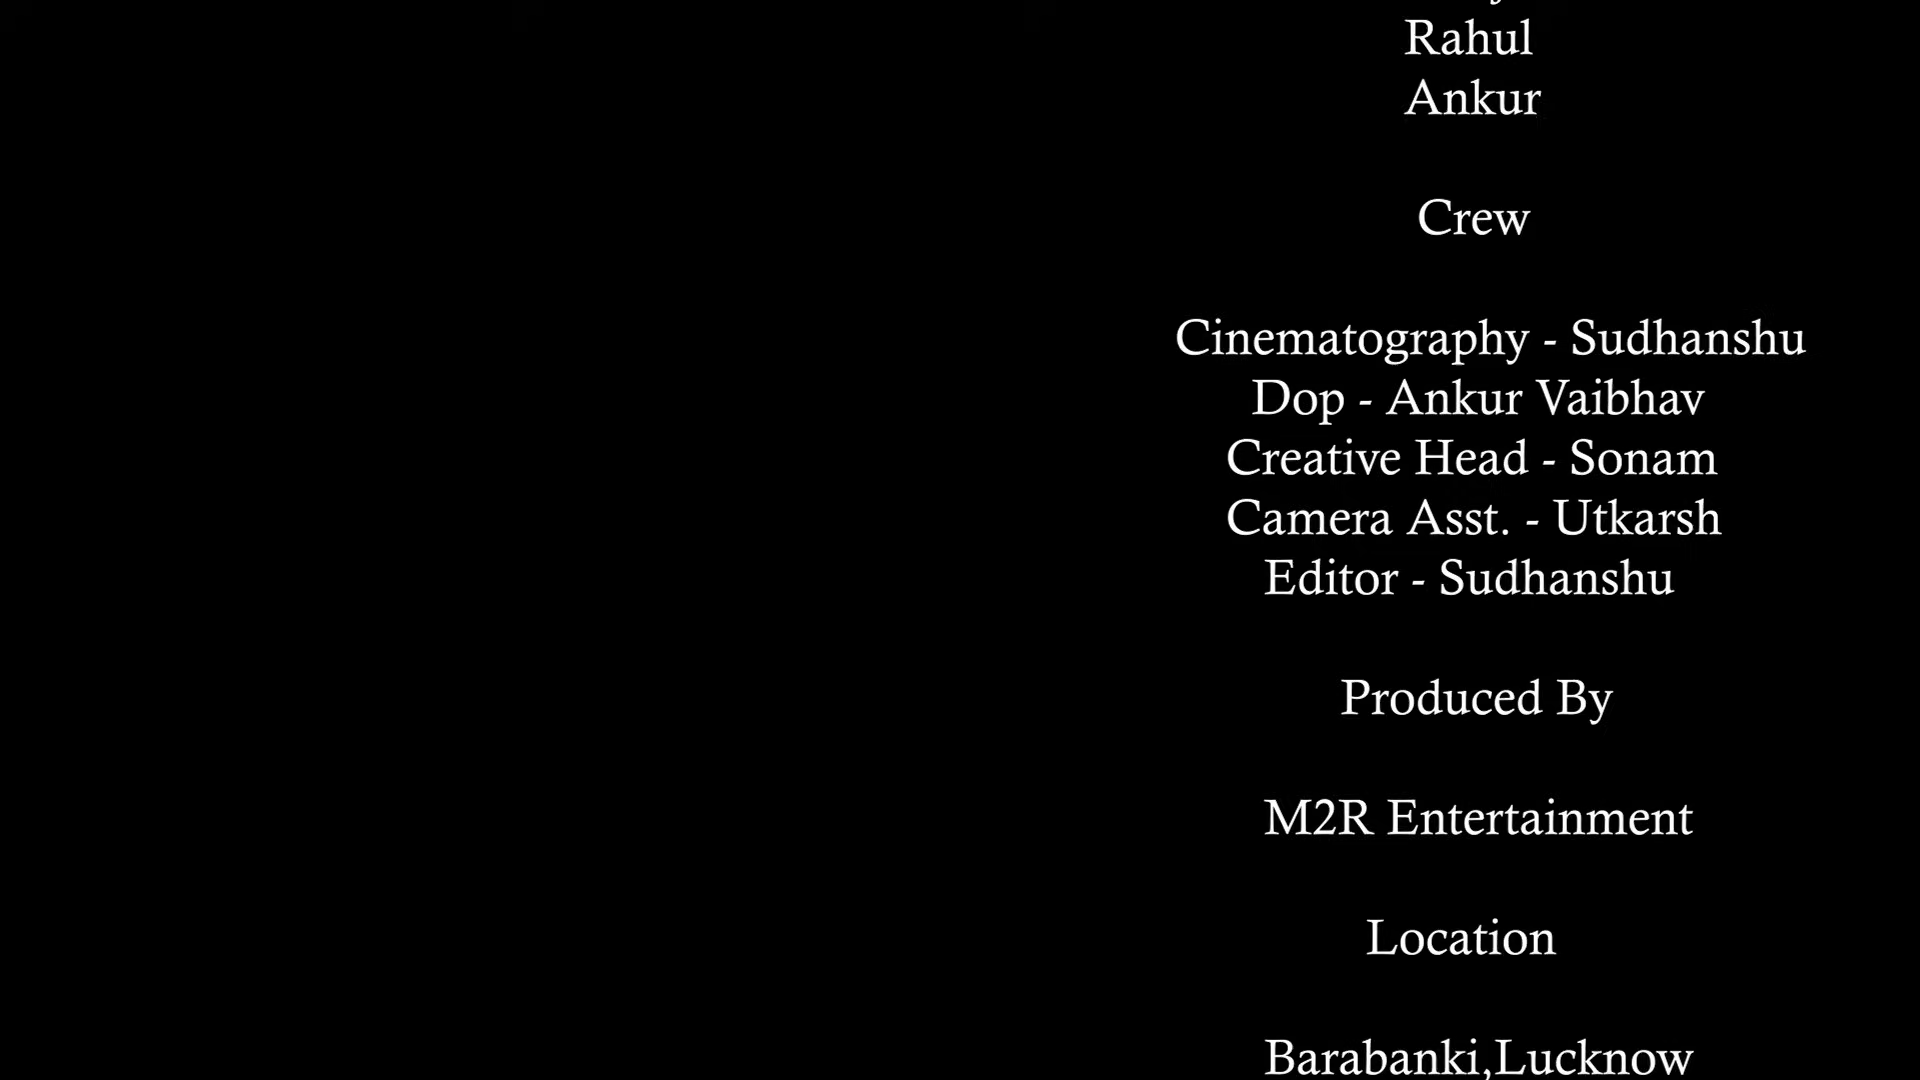 Rahul
Ankur
Crew
Cinematography - Sudhanshu
Dop - Ankur Vaibhav
Creative Head - Sonam
Camera Asst. - Utkarsh
Editor - Sudhanshu
Produced By
M2R Entertainment
Location
Barabanki,Lucknow